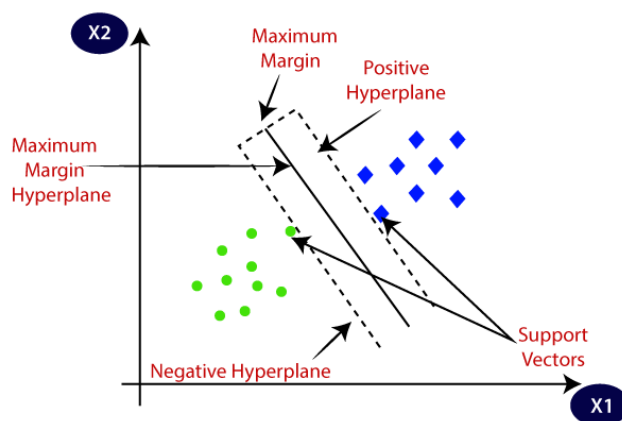 X2
Maximum
Margin
Positive
Hyperplane
Maximum
Margin
Hyperplane
Support
Vectors
Negative Hyperplane
X1